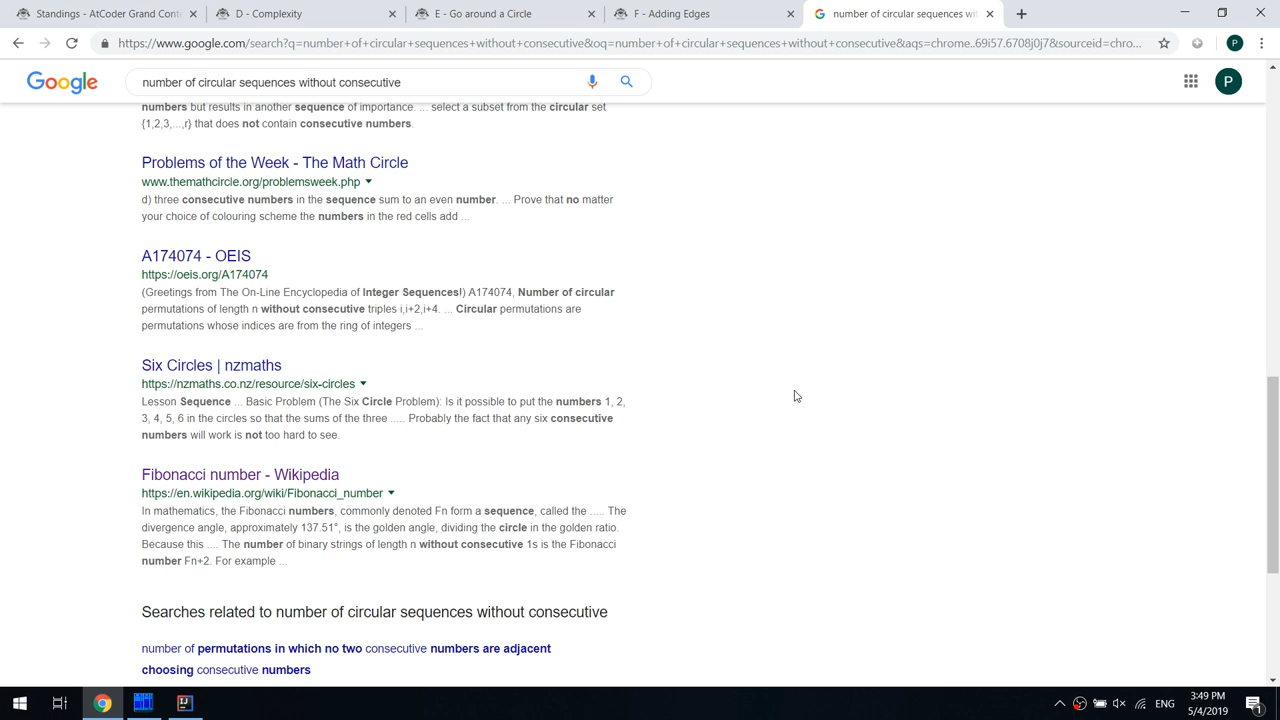 Standings - AtCoder Grand Cont
D - Complexity
E - Go around a Circle
F - Adding Edges
number of circular sequences wit
https://www.google.com/search?q=number+of+circular+sequences+without+consecutive&oq=number+of+circular+sequences+without+consecutive&aqs=chrome..69i57.6708j0j7&sourceid=chro...
P
Google
number of circular sequences without consecutive
P
numbers but results in another sequence of importance. ... select a subset from the circular set
{1,2,3,...,r} that does not contain consecutive numbers.
Problems of the Week - The Math Circle
www.themathcircle.org/problemsweek.php
d) three consecutive numbers in the sequence sum to an even number. ... Prove that no matter
your choice of colouring scheme the numbers in the red cells add ...
A174074 - OEIS
https://oeis.org/A174074
(Greetings from The On-Line Encyclopedia of Integer Sequences!) A174074, Number of circular
permutations of length n without consecutive triples i,i+2,i+4. ... Circular permutations are
permutations whose indices are from the ring of integers ...
Six Circles | nzmaths
https://nzmaths.co.nz/resource/six-circles
Lesson Sequence ... Basic Problem (The Six Circle Problem): Is it possible to put the numbers 1, 2,
3, 4, 5, 6 in the circles so that the sums of the three ..... Probably the fact that any six consecutive
numbers will work is not too hard to see.
Fibonacci number - Wikipedia
https://en.wikipedia.org/wiki/Fibonacci_number
In mathematics, the Fibonacci numbers, commonly denoted Fn form a sequence, called the ..... The
divergence angle, approximately 137.51°, is the golden angle, dividing the circle in the golden ratio.
Because this .... The number of binary strings of length n without consecutive 1s is the Fibonacci
number Fn+2. For example ...
Searches related to number of circular sequences without consecutive
number of permutations in which no two consecutive numbers are adjacent
choosing consecutive numbers
ENG
3:49 PM
5/4/2019
1